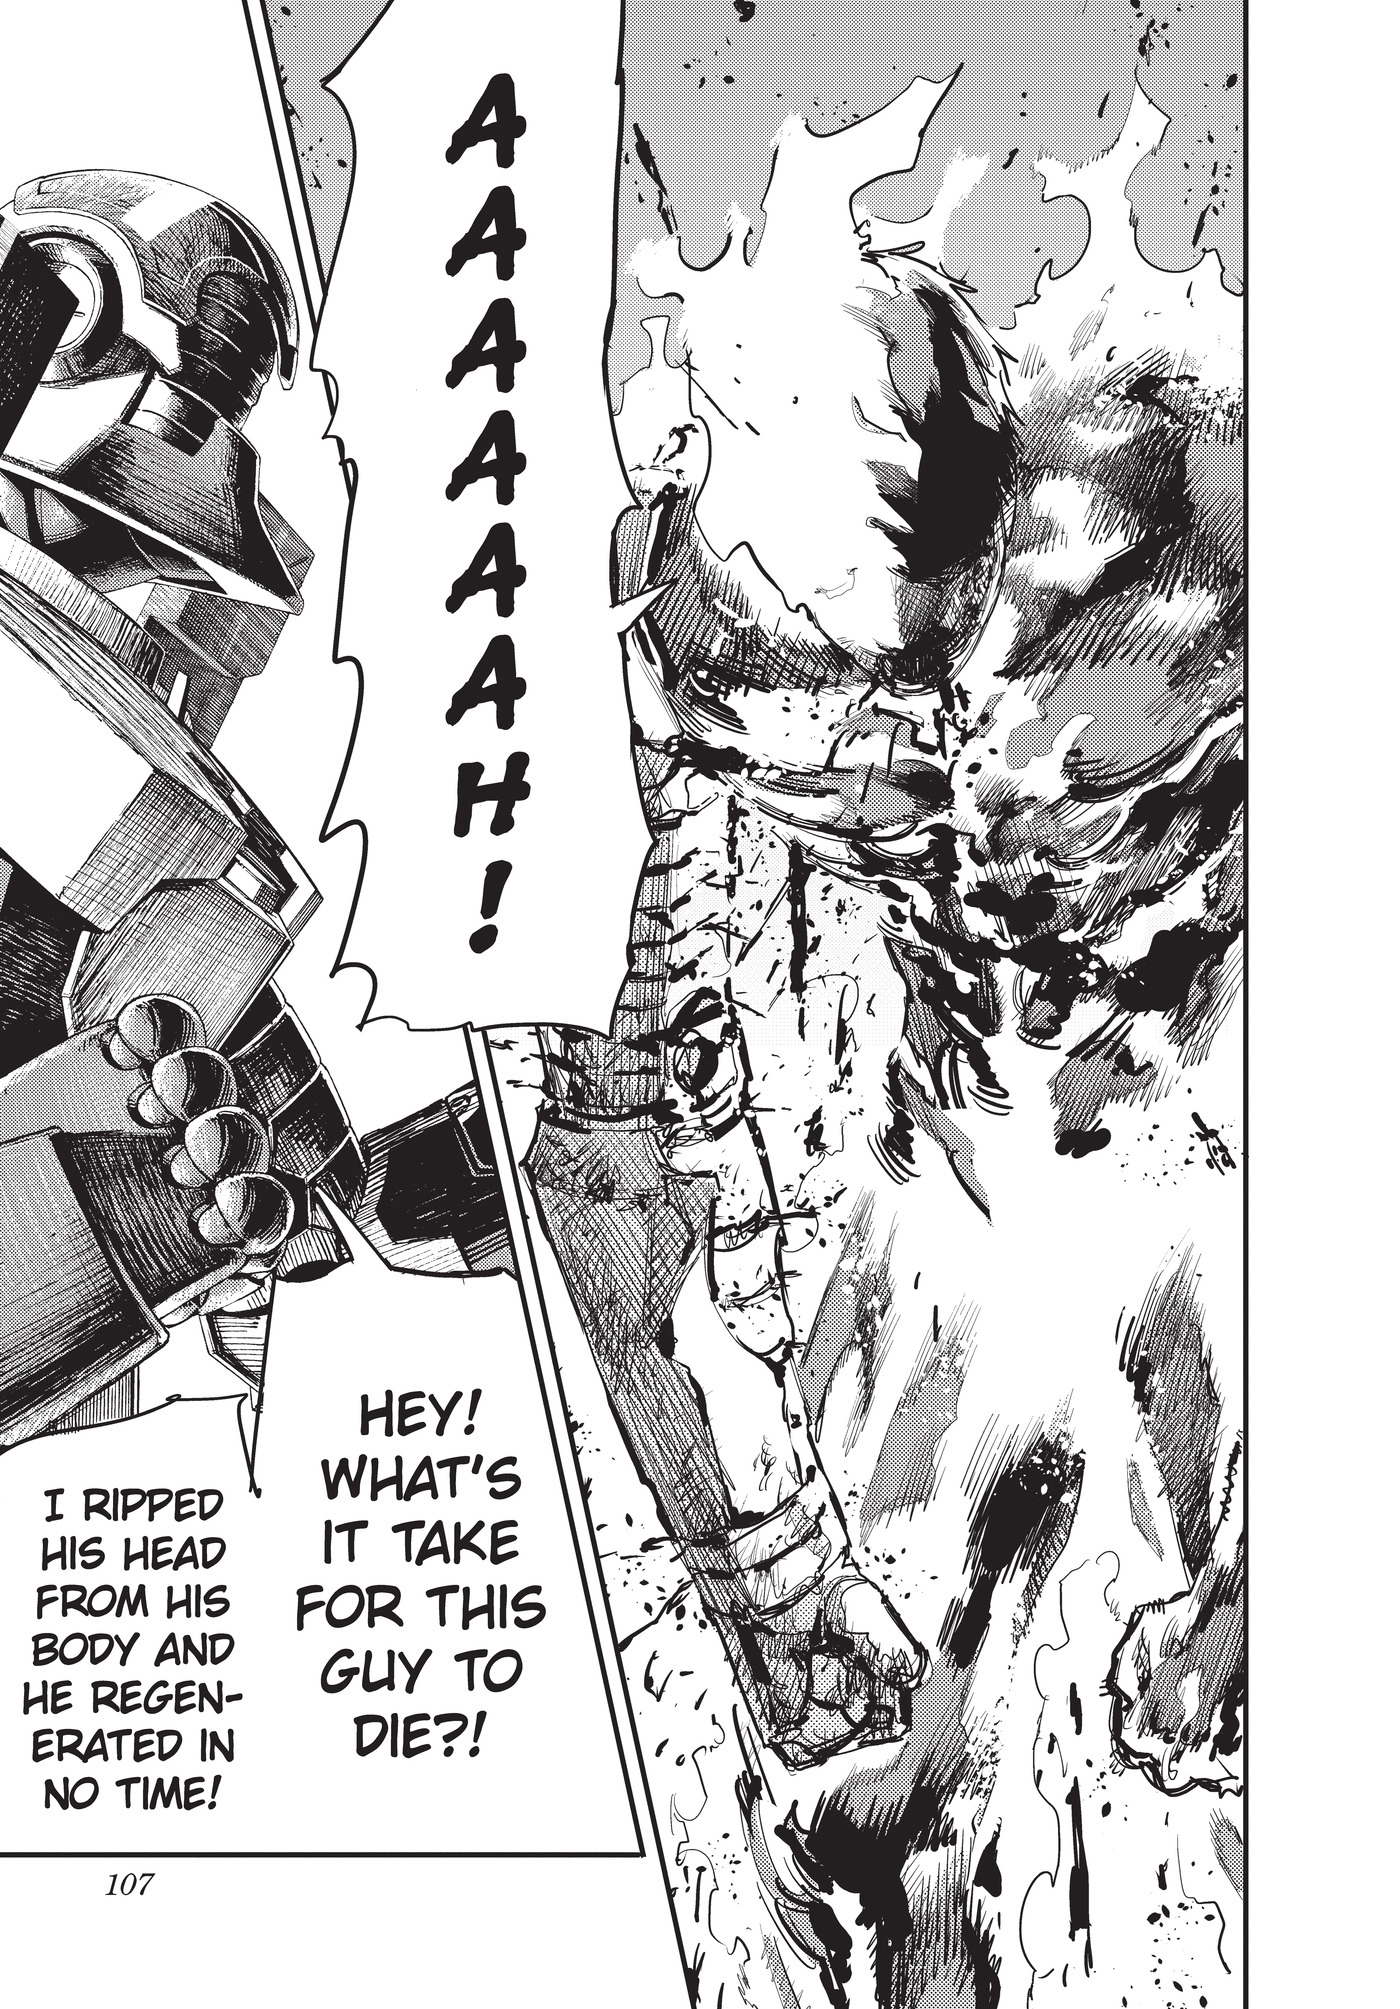 A
A
A
A
A
A
H
!
HEY!
WHAT'S
IT TAKE
FOR THIS
GUY TO
DIE?!
I RIPPED
HIS HEAD
FROM HIS
BODY AND
HE REGEN-
ERATED IN
NO TIME!
107